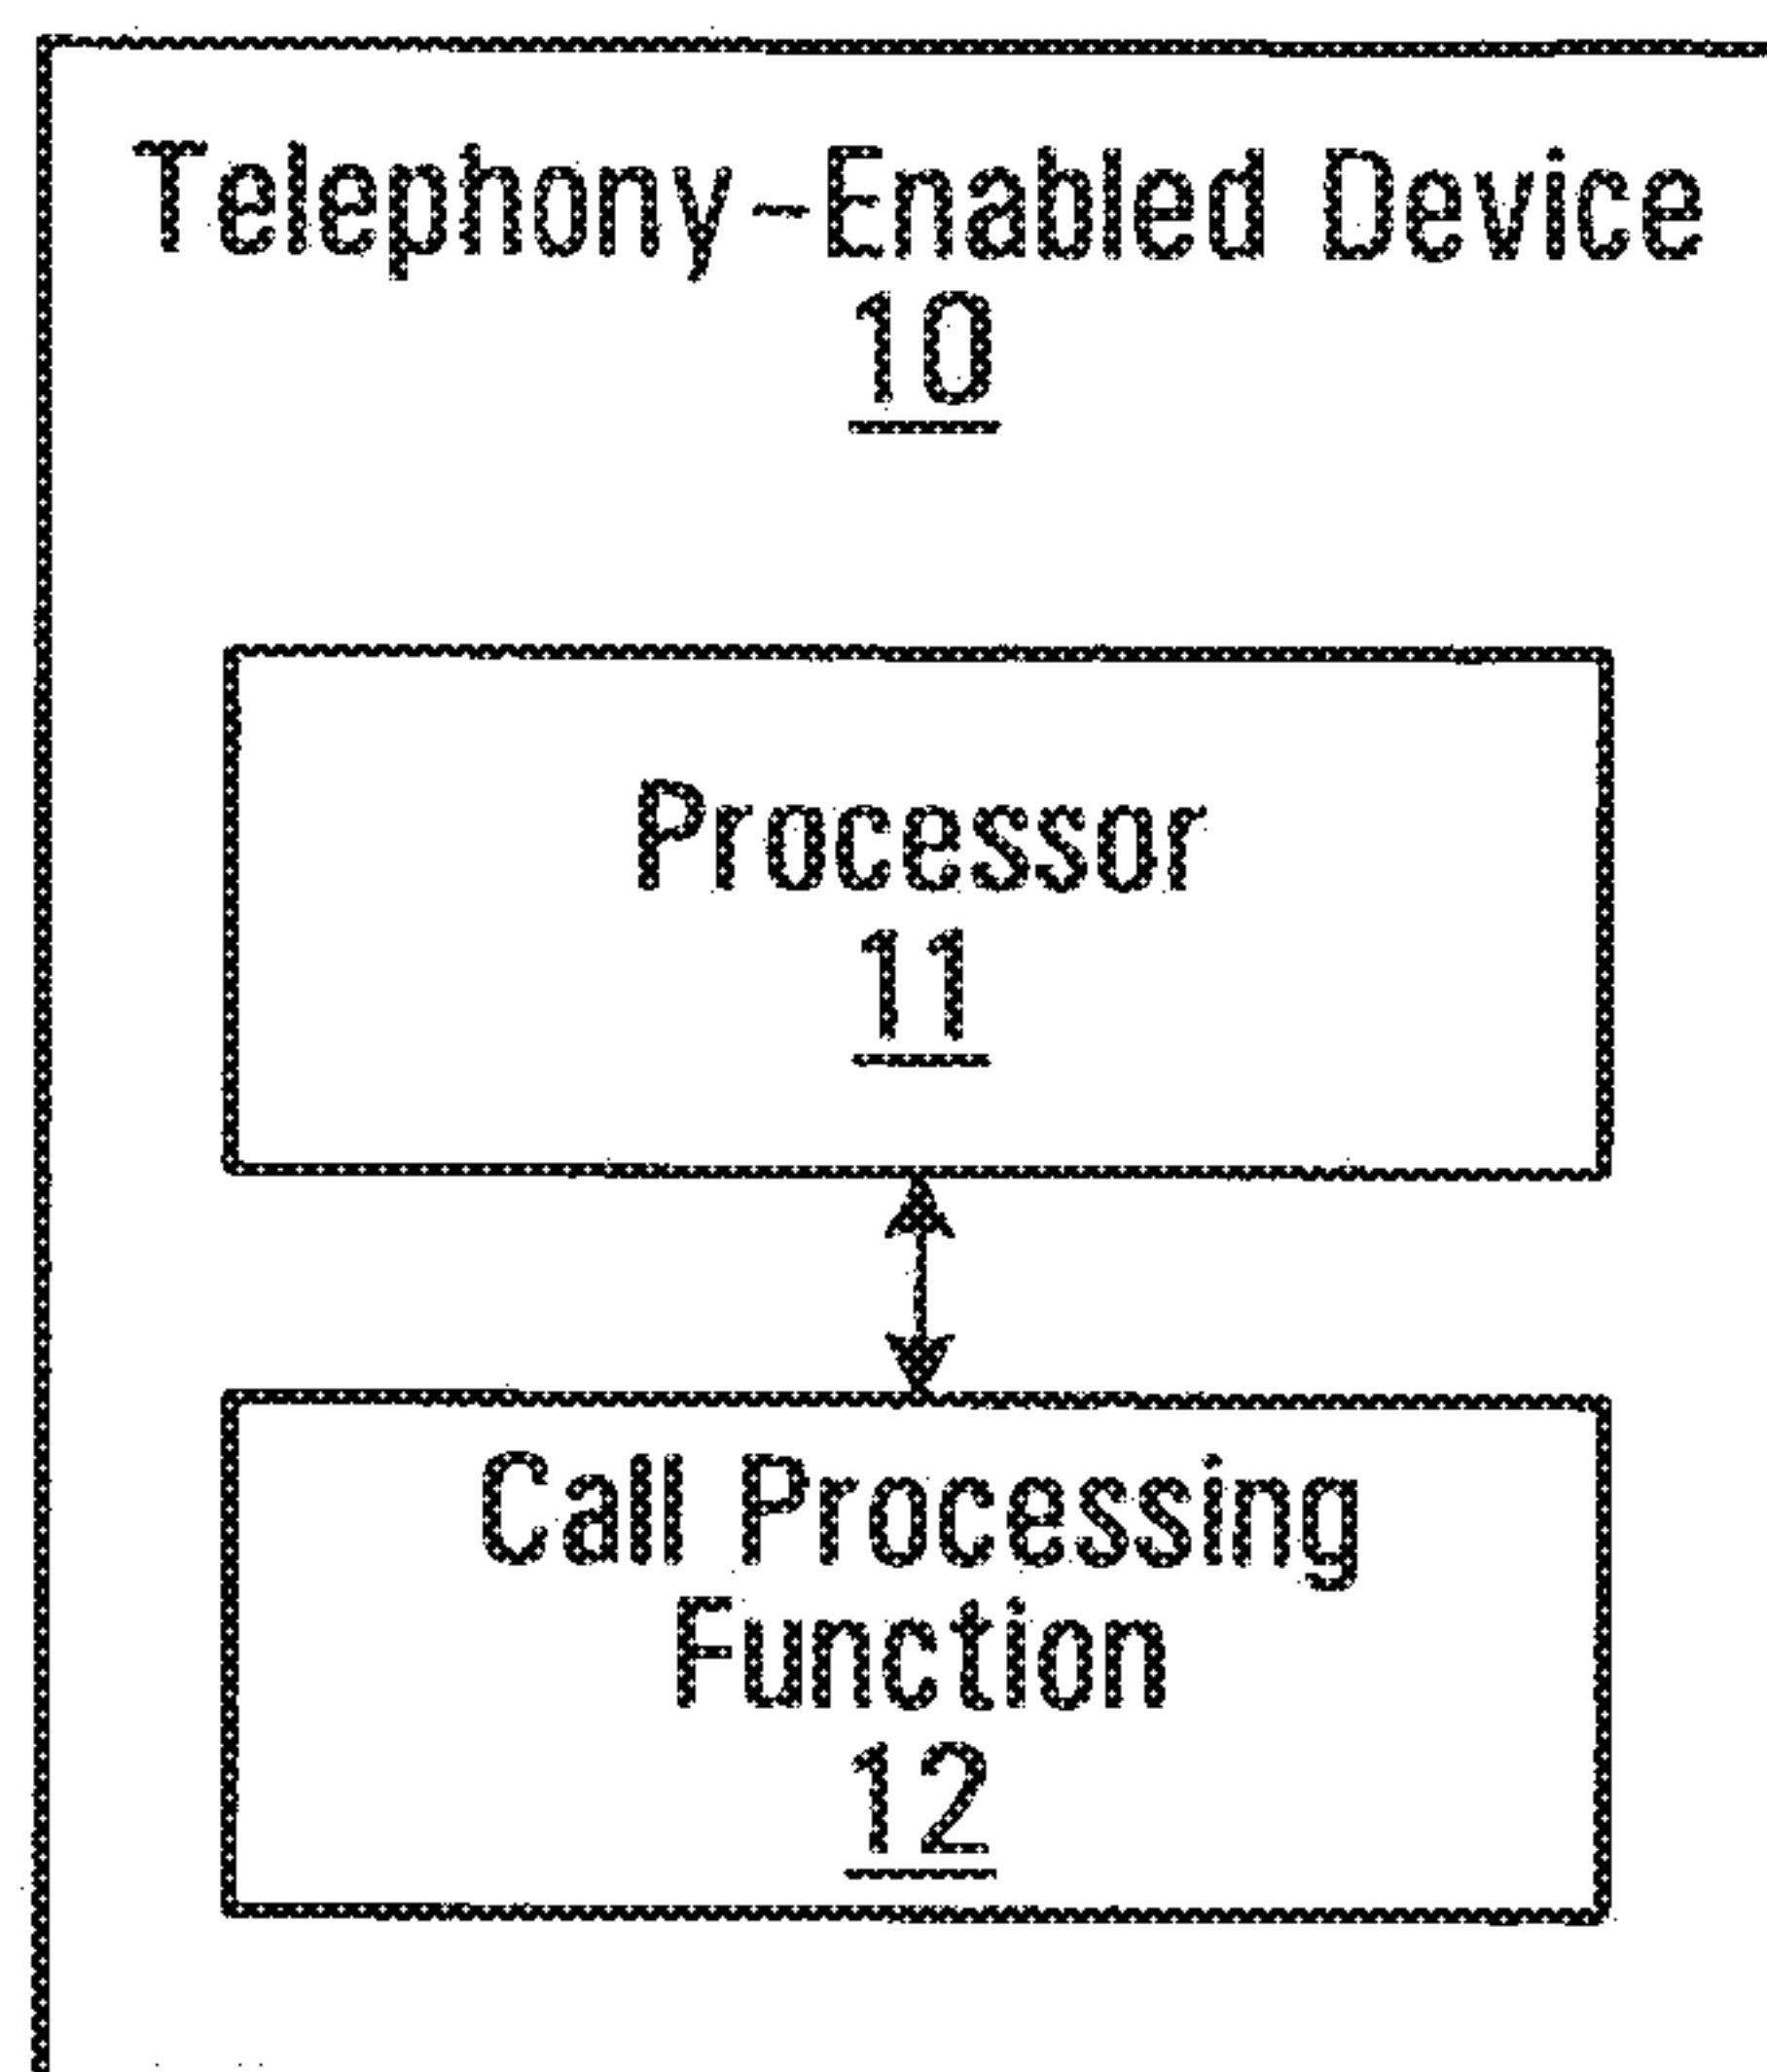 Telephony-Enabled Device
10
Processor
11
Call Processing
Function
12